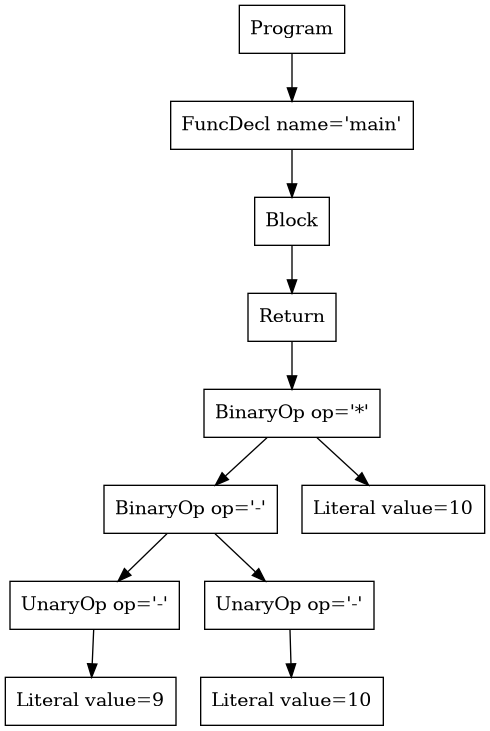 Program
FuncDecl name='main'
Block
Return
BinaryOp op='*'
BinaryOp op='-'
Literal value=10
UnaryOp op='-'
UnaryOp op='-'
Literal value=9
Literal value=10